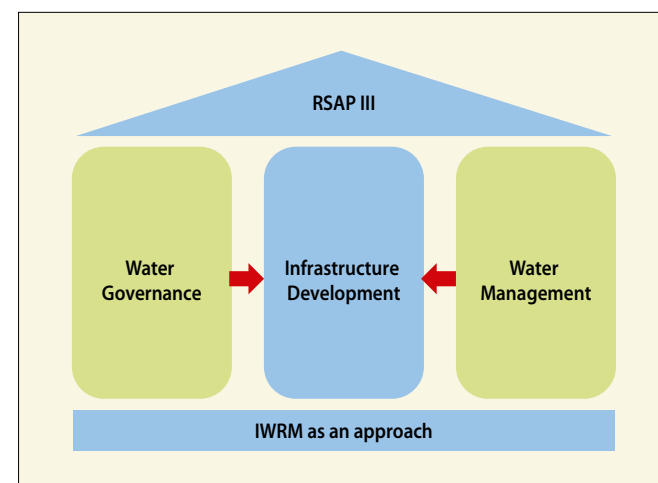 RSAP III
Water
Governance
Infrastructure
Development
Water
Management
IWRM as an approach